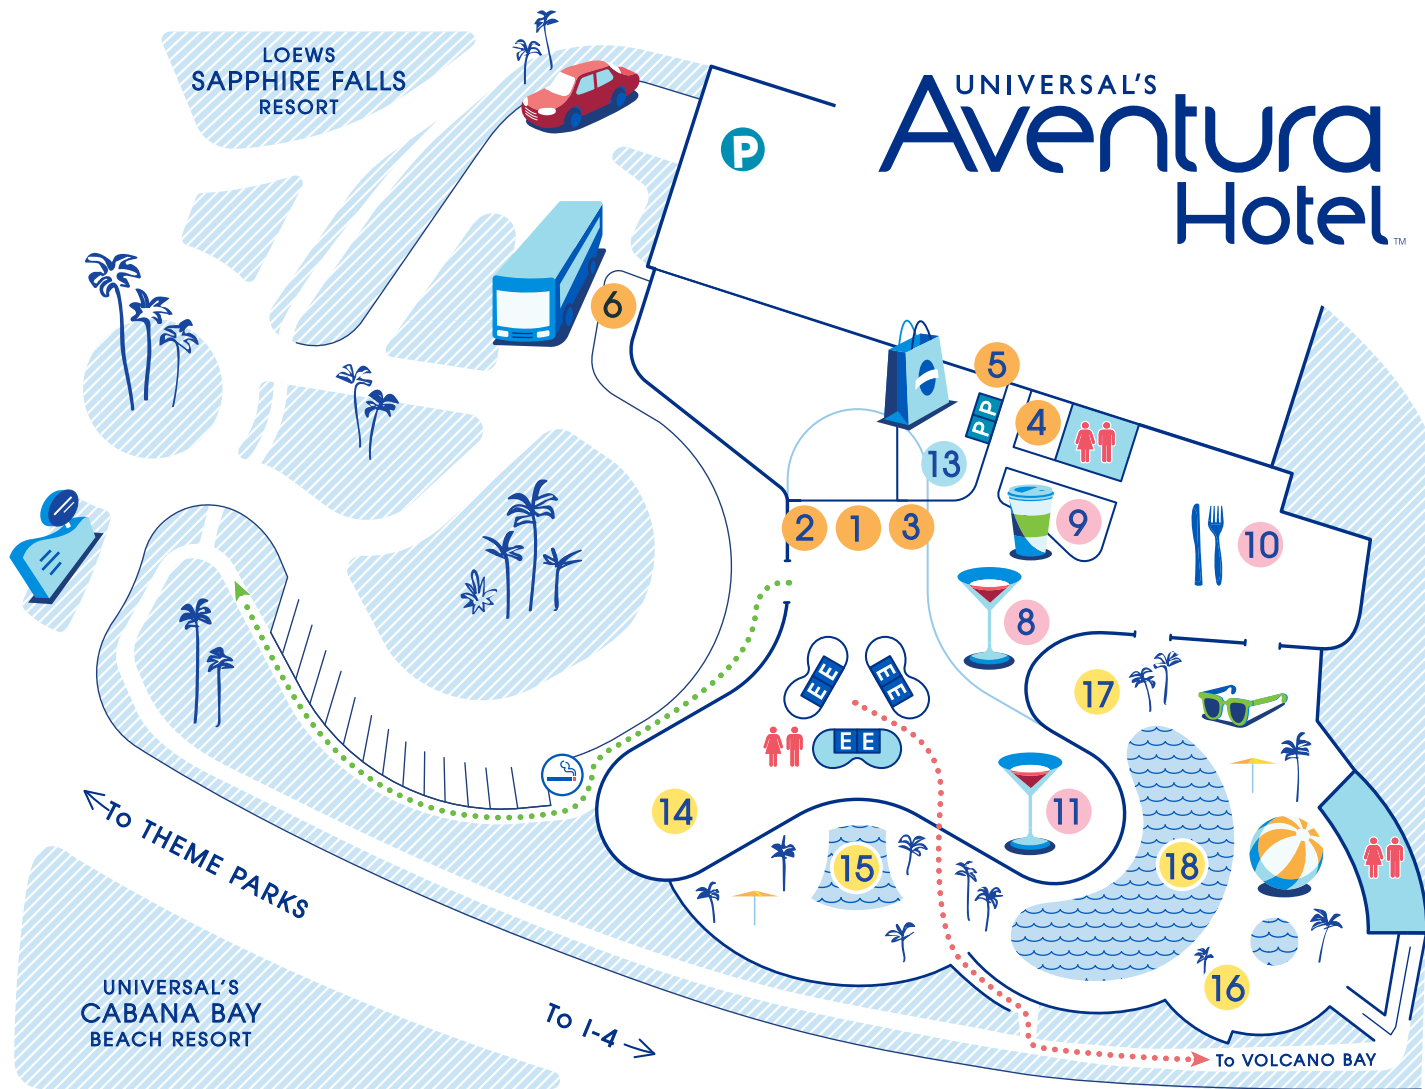 LOEWS
SAPPHIRE FALLS
RESORT
UNIVERSAL'S
Aventura
Hotel
TM
P
6
5
P P
4
13
2
1
3
9
10
8
E E
E E
E E
17
14
11
15
18
16
To THEME PARKS
UNIVERSAL'S
CABANA BAY
BEACH RESORT
To I-4
To VOLCANO BAY